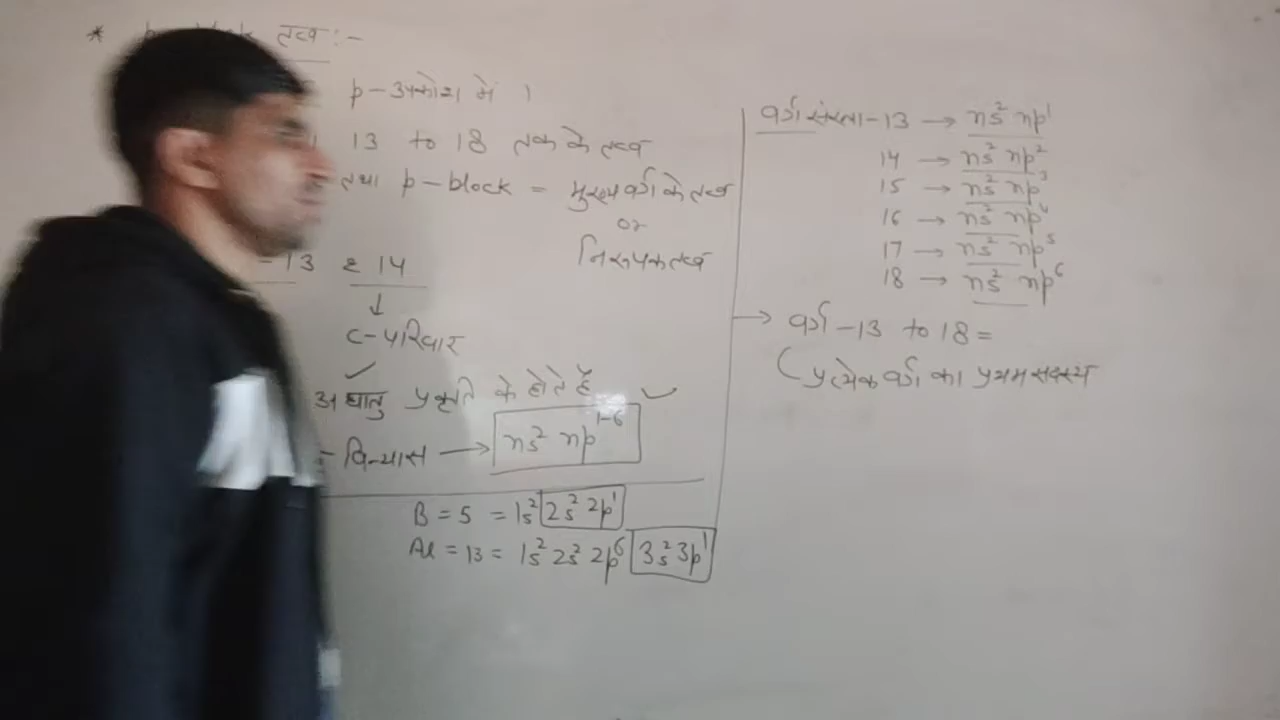 * p-block तत्व :-
p-उपकोश में ।
13 to 18 तक के तत्व
तथा p-block = मुख्य वर्ग के तत्व
or
निरूपक तत्व
-13 & 14
↓
C-परिवार
अधातु प्रकृति के होते हैं
विन्यास → ns² np¹⁻⁶
B = 5 = 1s² 2s² 2p¹
Al = 13 = 1s² 2s² 2p⁶ 3s² 3p¹
वर्ग संख्या-13 → ns² np¹
14 → ns² np²
15 → ns² np³
16 → ns² np⁴
17 → ns² np⁵
18 → ns² np⁶
→ वर्ग -13 to 18 =
( प्रत्येक वर्ग का प्रथम सदस्य